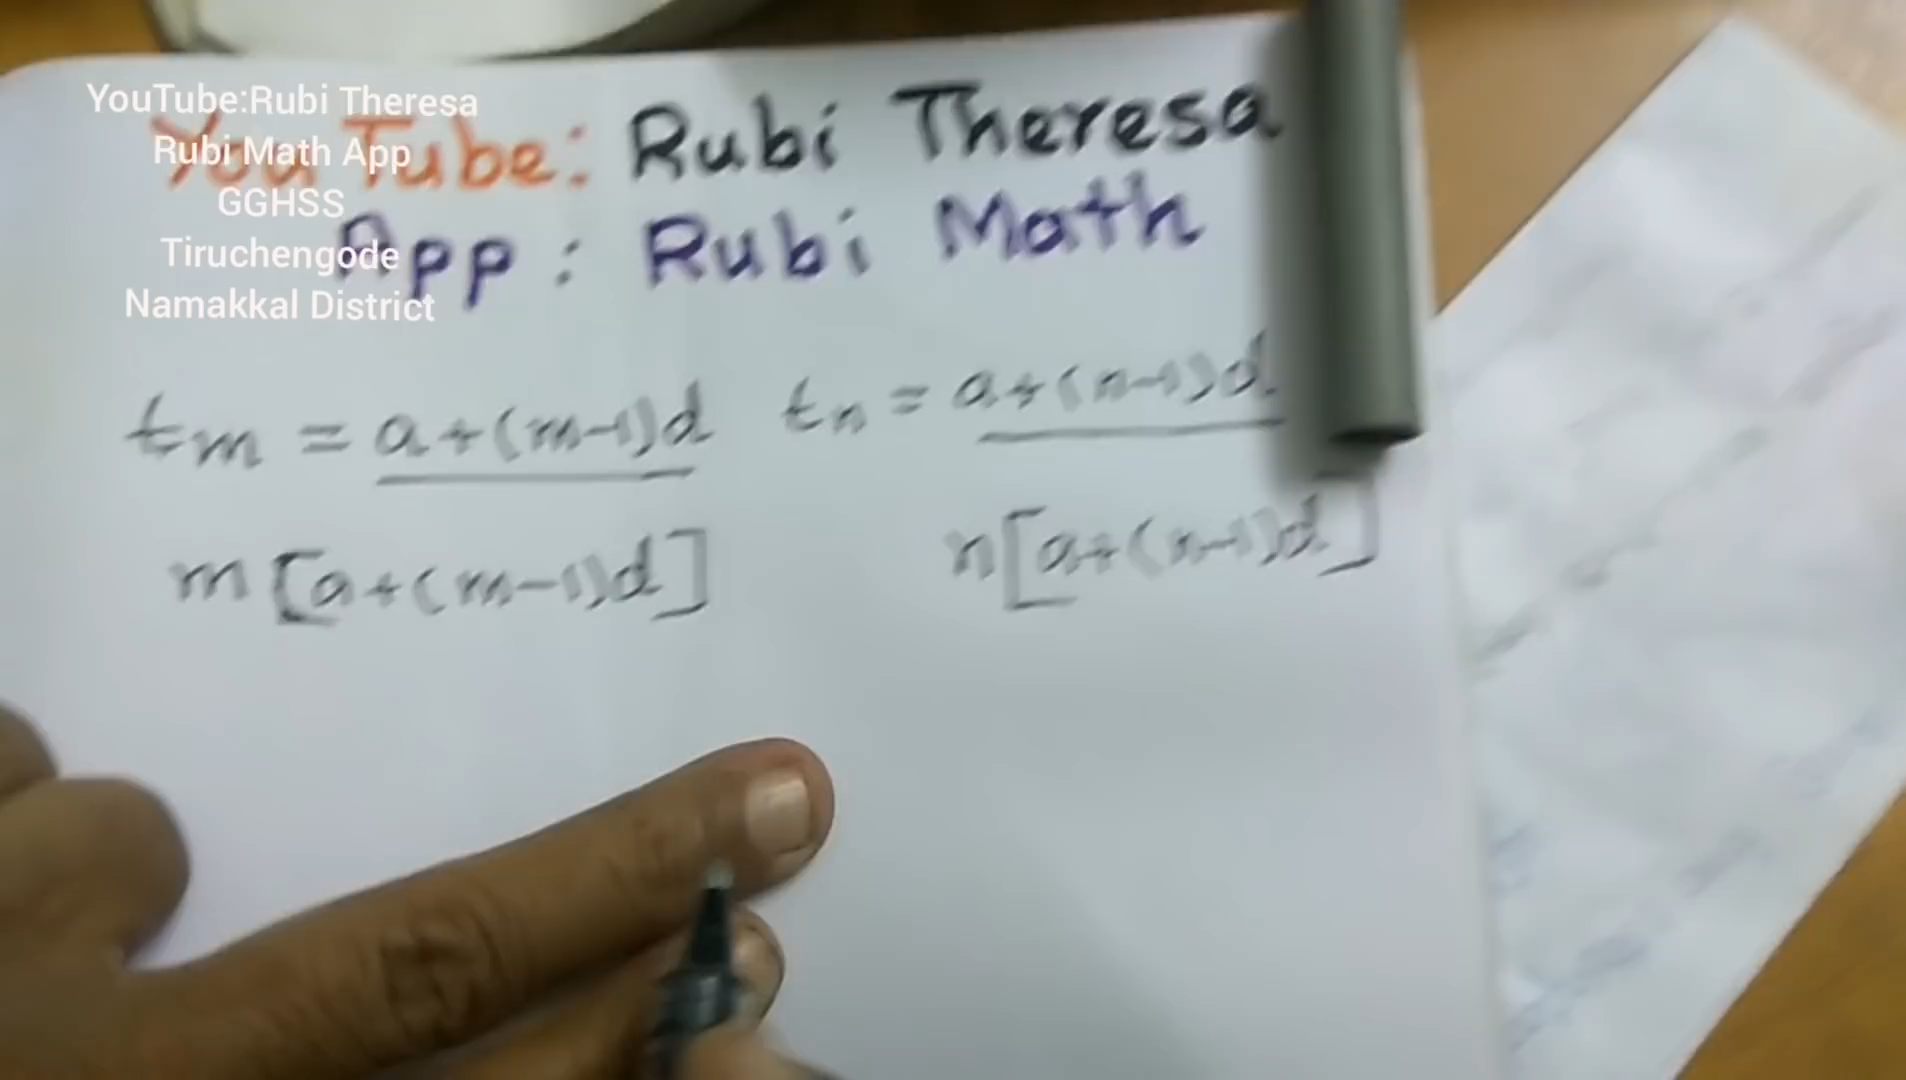 YouTube:Rubi Theresa
Rubi Math App
GGHSS
Tiruchengode
Namakkal District
YouTube: Rubi Theresa
App : Rubi Math
tm = a+(m-1)d tn = a+(n-1)d
m[a+(m-1)d] n[a+(n-1)d]